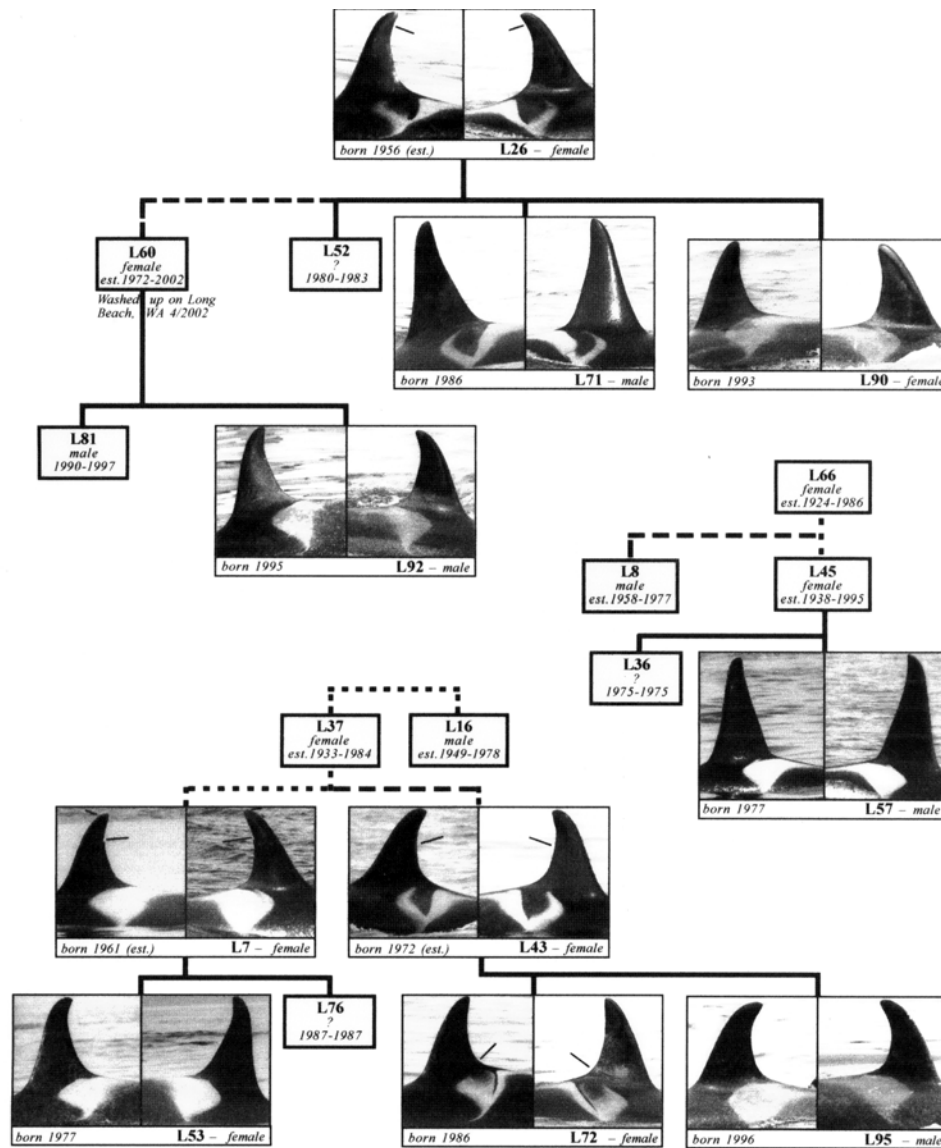 born 1956 (est.) L26 – female
L60
female
est.1972-2002
Washed up on Long
Beach, WA 4/2002
L52
?
1980-1983
born 1986 L71 – male
born 1993 L90 – female
L81
male
1990-1997
born 1995 L92 – male
L66
female
est.1924-1986
L8
male
est.1958-1977
L45
female
est.1938-1995
L36
?
1975-1975
born 1977 L57 – male
L37
female
est.1933-1984
L16
male
est.1949-1978
born 1961 (est.) L7 – female
born 1972 (est.) L43 – female
born 1977 L53 – female
L76
?
1987-1987
born 1986 L72 – female
born 1996 L95 – male